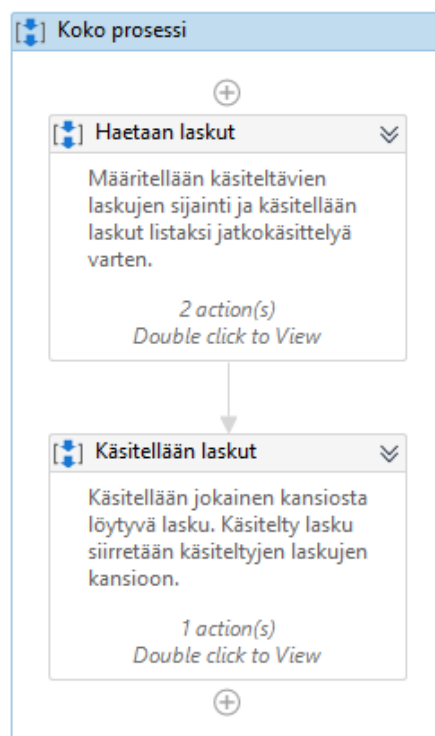 Koko prosessi
Haetaan laskut
Määritellään käsiteltävien
laskujen sijainti ja käsitellään
laskut listaksi jatkokäsittelyä
varten.
2 action(s)
Double click to View
Käsitellään laskut
Käsitellään jokainen kansiosta
löytyvä lasku. Käsitelty lasku
siirretään käsiteltyjen laskujen
kansioon.
1 action(s)
Double click to View